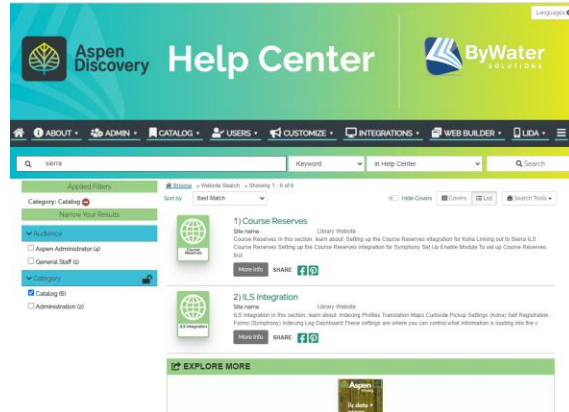 Languages
Aspen
Discovery
Help Center
ByWater
SOLUTIONS
ABOUT
ADMIN
CATALOG
USERS
CUSTOMIZE
INTEGRATIONS
WEB BUILDER
LIDA
sierra
Keyword
in Help Center
Search
Applied Filters
Category: Catalog
Narrow Your Results
Audience
Aspen Administrator (4)
General Staff (1)
Category
Catalog (6)
Administration (2)
Browse » Website Search » Showing 1 - 6 of 6
Sort by Best Match
Hide Covers Covers List Search Tools
Course
Reserves
1) Course Reserves
Site name Library Website
Course Reserves In this section, learn about: Setting up the Course Reserves integration for Koha Linking out to Sierra ILS
Course Reserves Setting up the Course Reserves integration for Symphony Set Up Enable Module To set up Course Reserves,
first
More Info SHARE
ILS Integration
2) ILS Integration
Site name Library Website
ILS Integration In this section, learn about: Indexing Profiles Translation Maps Curbside Pickup Settings (Koha) Self Registration
Forms (Symphony) Indexing Log Dashboard These settings are where you can control what information is loading into the c
More Info SHARE
EXPLORE MORE
Aspen